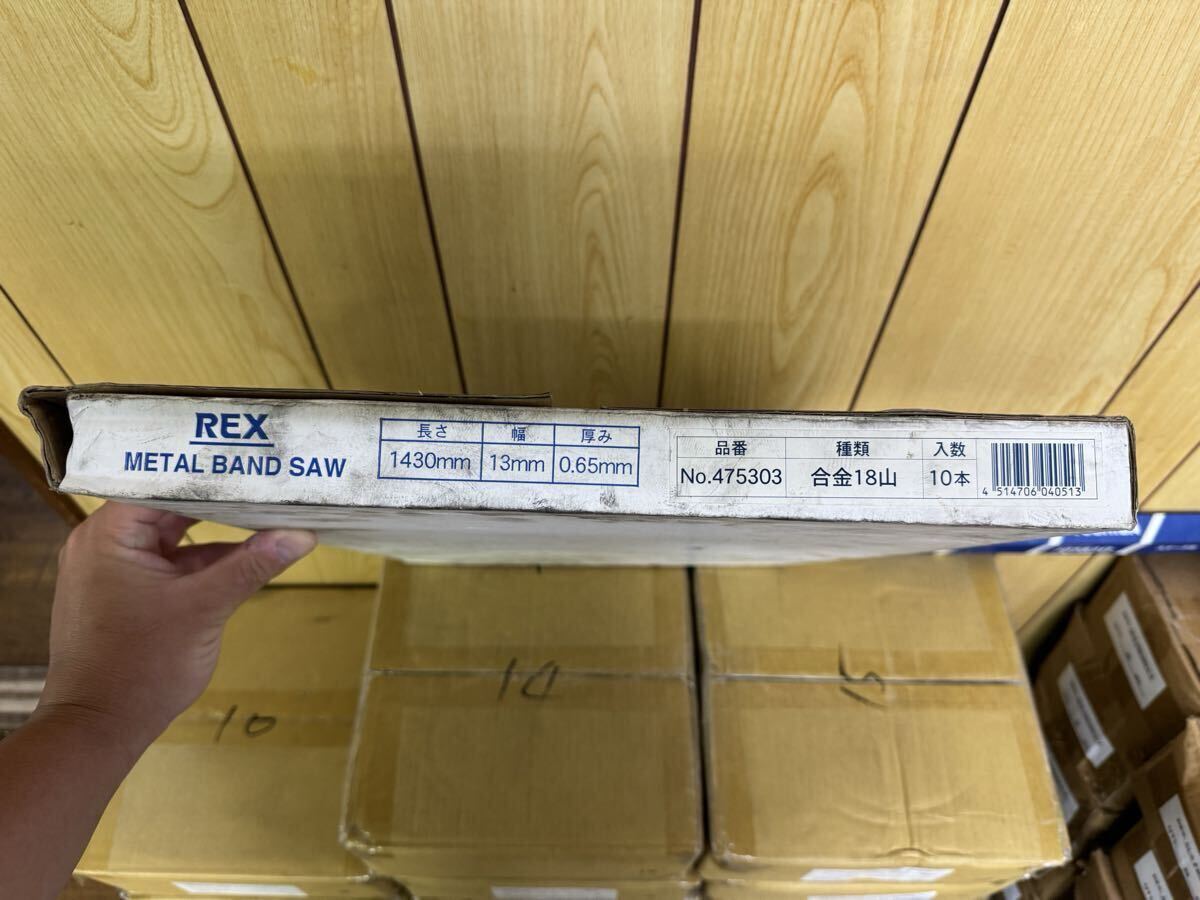 REX
METAL BAND SAW
長さ 幅 厚み
1430mm 13mm 0.65mm
品番 種類 入数
No.475303 合金18山 10本
4 514706 040513
10
10
5